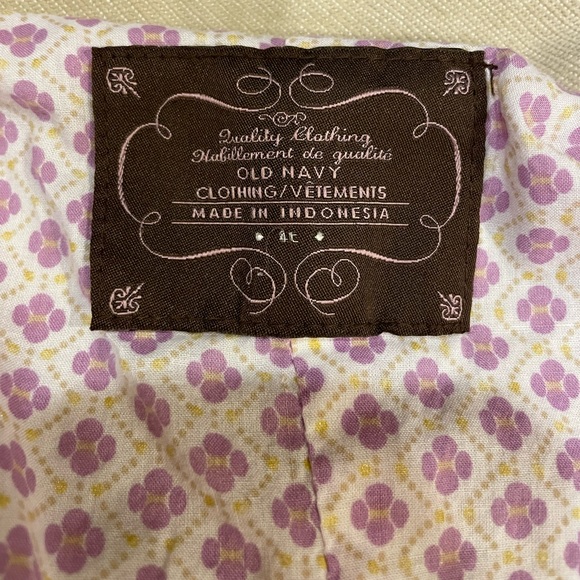 Quality Clothing
Habillement de qualité
OLD NAVY
CLOTHING/VÊTEMENTS
MADE IN INDONESIA
4t